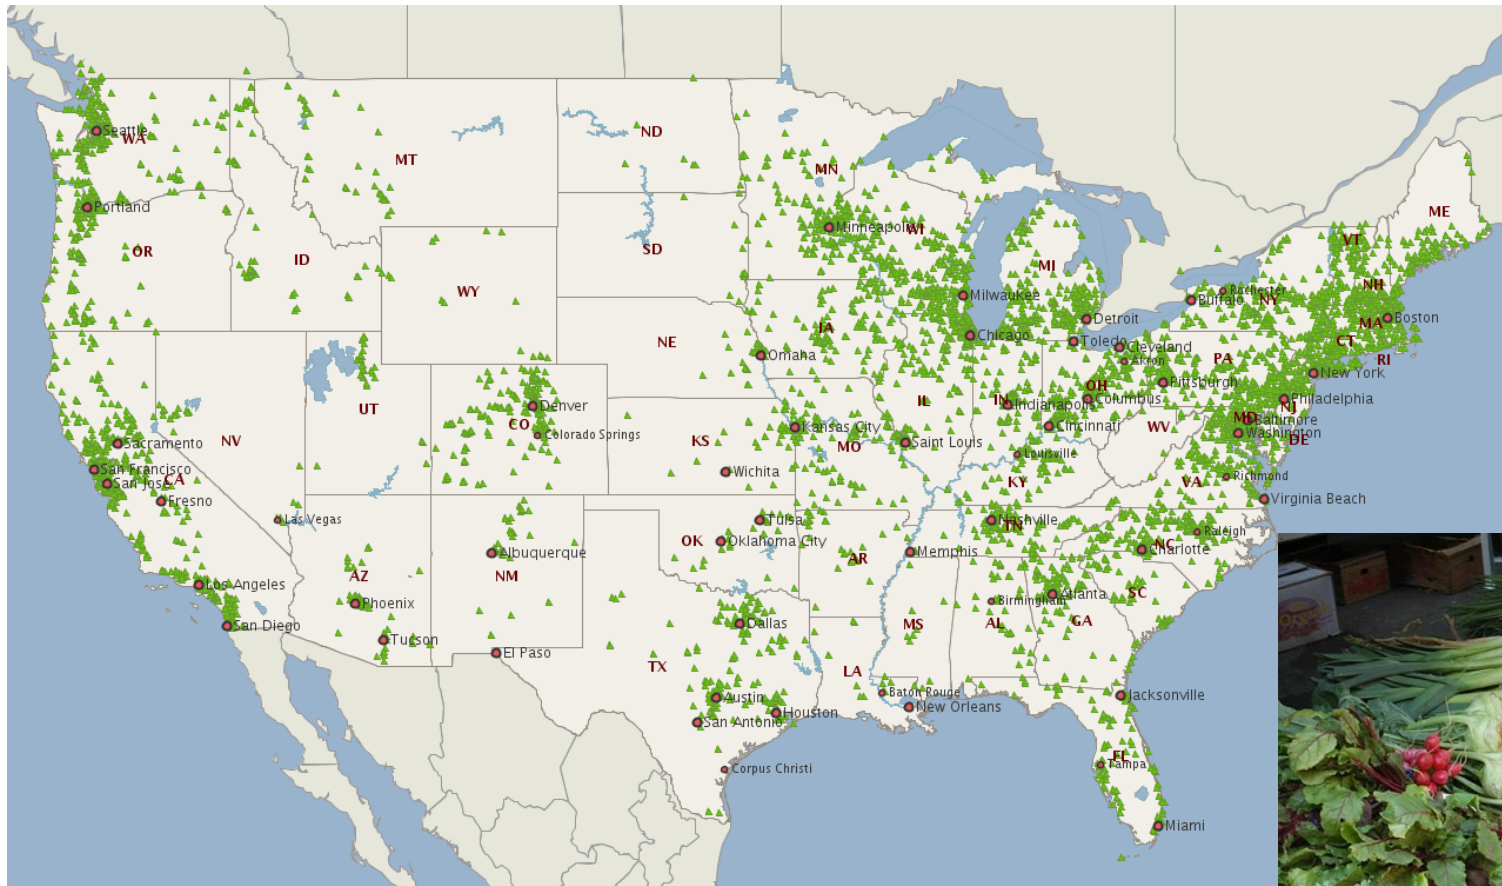 Seattle
WA
MT
ND
MN
ME
Portland
OR
ID
SD
Minneapolis
WI
VT
MI
WY
NH
Milwaukee
Rochester
Buffalo
NY
Detroit
MA
Boston
IA
NE
Chicago
Toledo
Cleveland
CT
RI
Omaha
Akron
PA
New York
Pittsburgh
OH
UT
Denver
IL
IN
Indianapolis
Columbus
Philadelphia
NJ
CO
Colorado Springs
Kansas City
Cincinnati
WV
MD
Baltimore
Washington
DE
NV
Sacramento
KS
MO
Saint Louis
Louisville
San Francisco
CA
San Jose
Wichita
KY
VA
Richmond
Fresno
Virginia Beach
Las Vegas
Tulsa
Nashville
TN
Raleigh
OK
Oklahoma City
NC
Charlotte
Albuquerque
Memphis
AR
AZ
NM
Los Angeles
Phoenix
Birmingham
Atlanta
SC
San Diego
Dallas
MS
AL
GA
Tucson
El Paso
TX
LA
Austin
Baton Rouge
Jacksonville
New Orleans
San Antonio
Houston
FL
Tampa
Corpus Christi
Miami